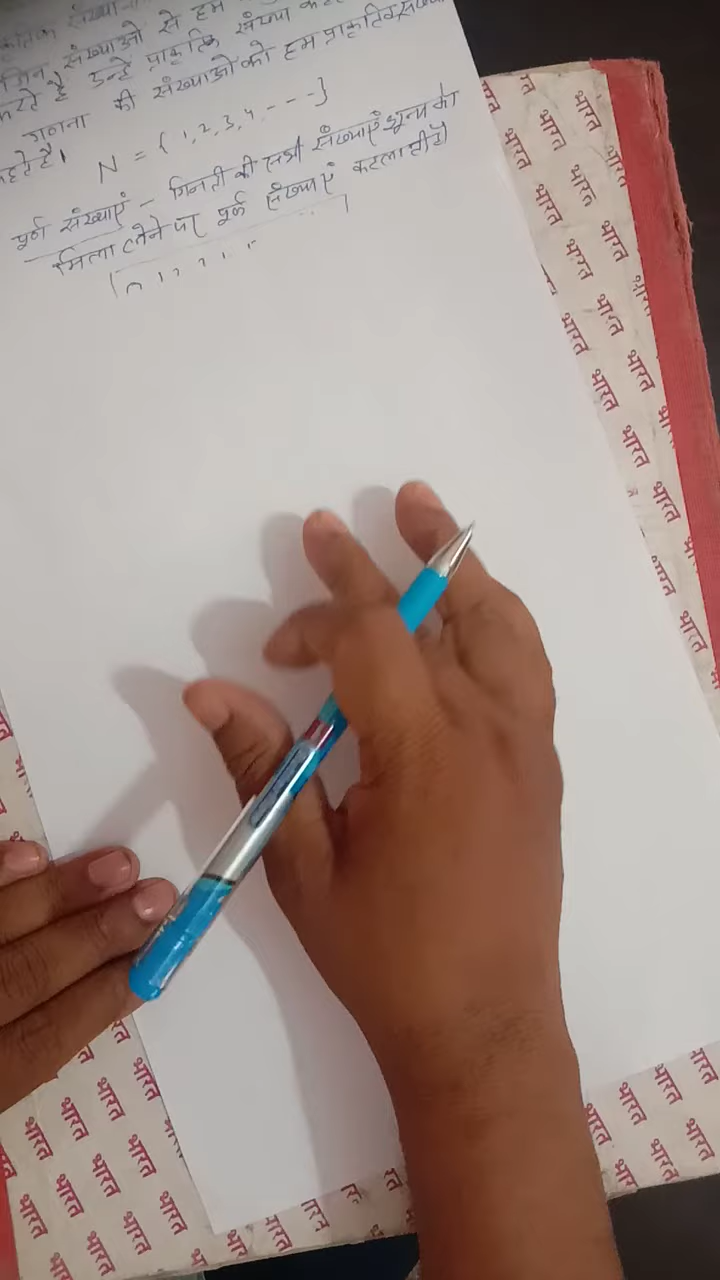 संख्या
जिन संख्याओ से हम
करते है उन्हे प्राकृतिक संख्या
गणना की संख्याओ को हम प्राकृतिक संख्या
कहते है।
N = { 1, 2, 3, 4, - - - }
पूर्ण संख्याएं - गिनती की सभी संख्याएं शून्य को
मिला लेने पर पूर्ण संख्याएं कहलाती है
भारत